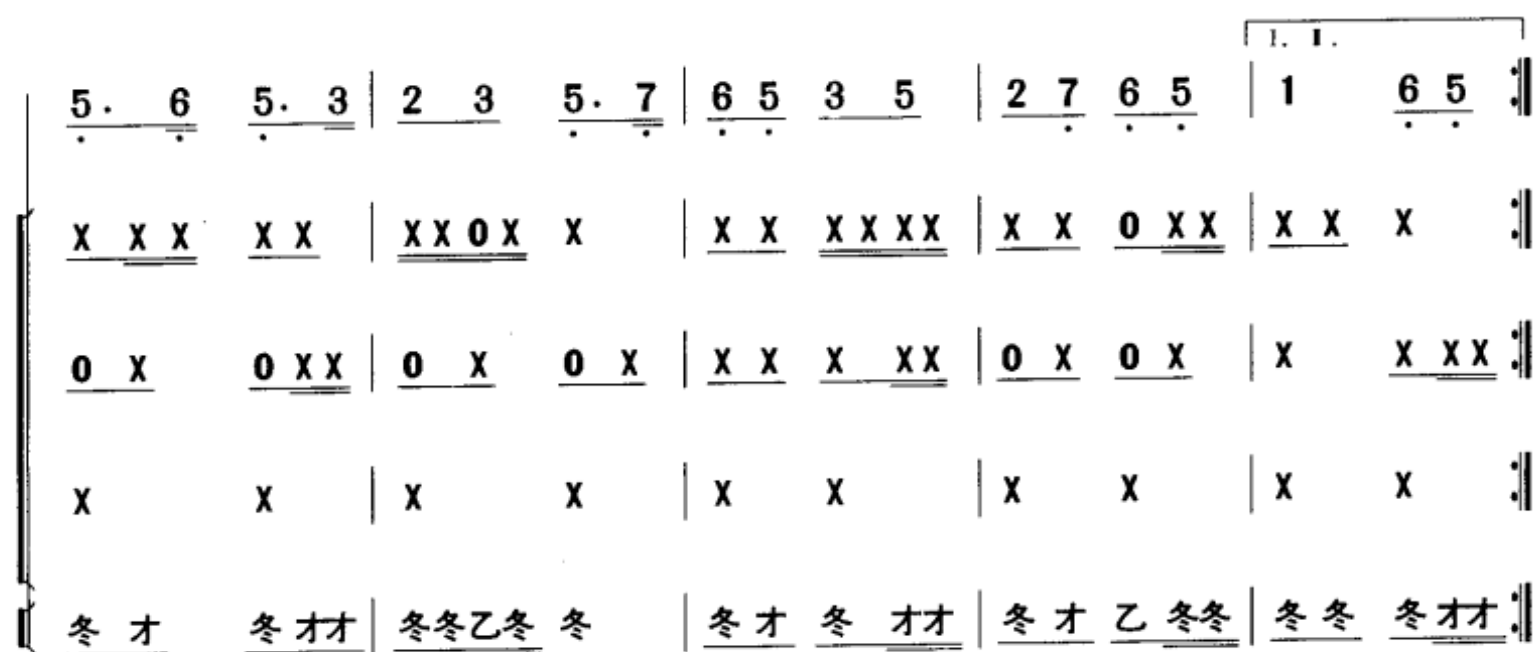 I. II.
5. 6 5. 3 | 2 3 5. 7 | 6 5 3 5 | 2 7 6 5 | 1 6 5 :‖
X X X X X | X X 0 X X | X X X X X X | X X 0 X X | X X X :‖
0 X 0 X X | 0 X 0 X | X X X X X | 0 X 0 X | X X X X :‖
X X | X X | X X | X X | X X :‖
冬 才 冬 才才 | 冬冬乙冬 冬 | 冬 才 冬 才才 | 冬 才 乙 冬冬 | 冬 冬 冬 才才 :‖